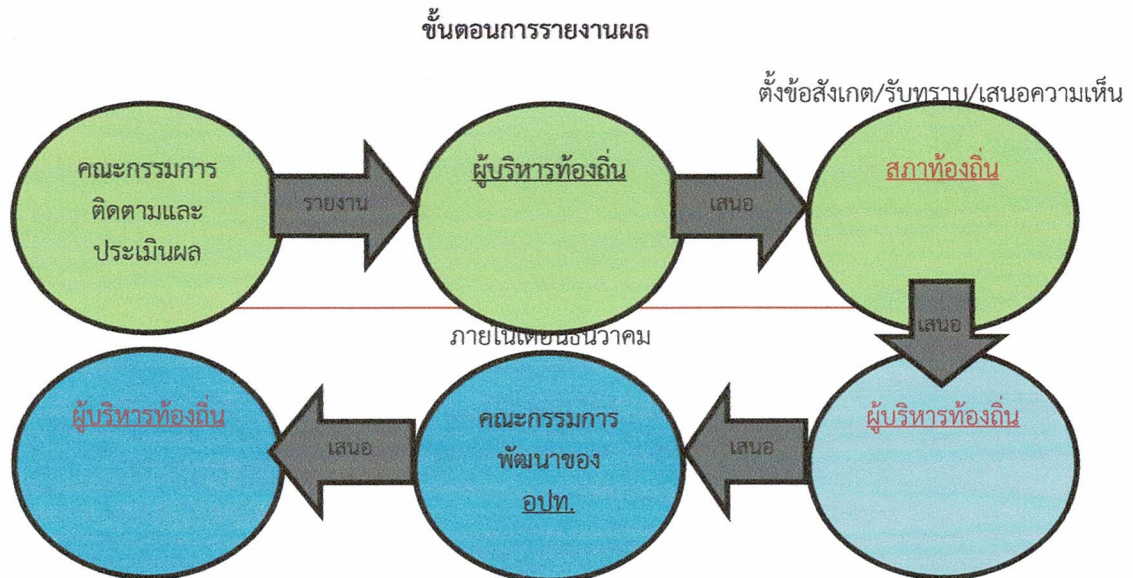 ขั้นตอนการรายงานผล
ตั้งข้อสังเกต/รับทราบ/เสนอความเห็น
คณะกรรมการ
ติดตามและ
ประเมินผล
รายงาน
ผู้บริหารท้องถิ่น
เสนอ
สภาท้องถิ่น
เสนอ
ภายในเดือนธันวาคม
ผู้บริหารท้องถิ่น
เสนอ
คณะกรรมการ
พัฒนาของ
อปท.
เสนอ
ผู้บริหารท้องถิ่น